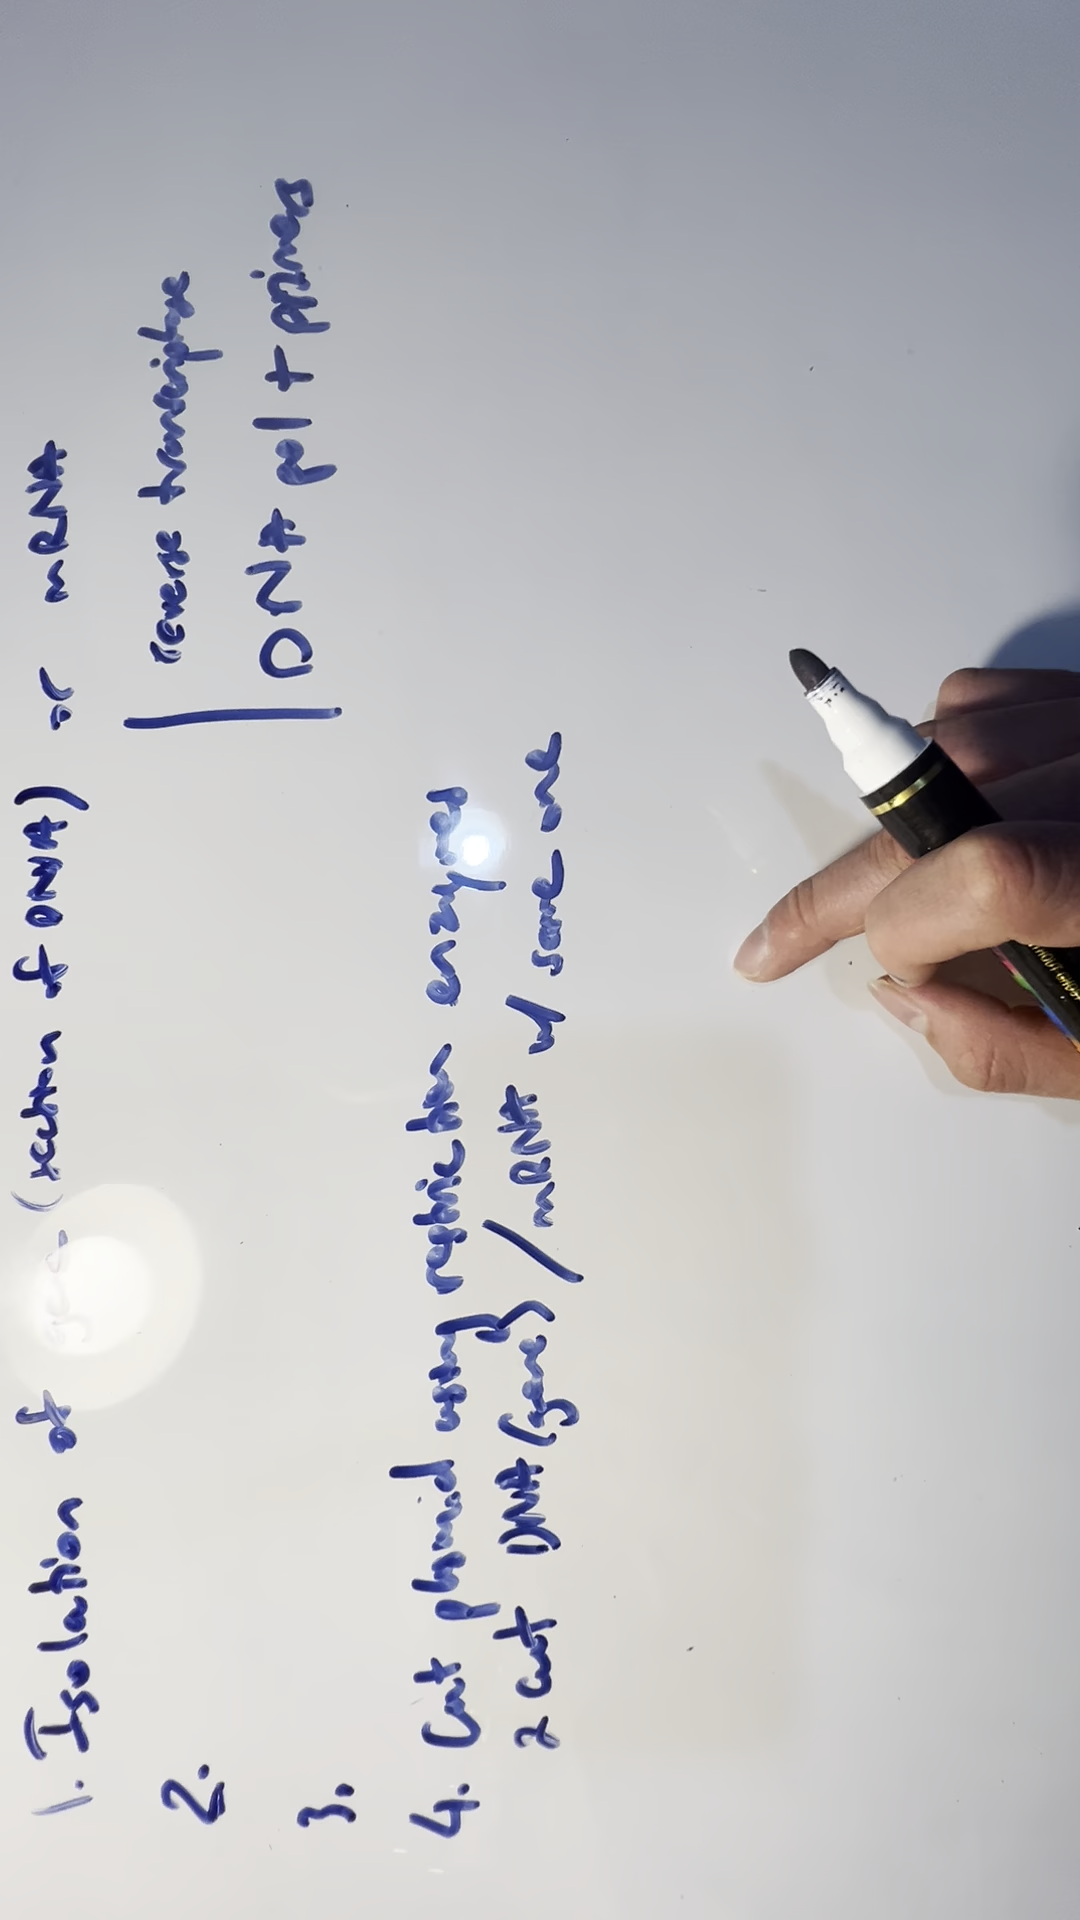 1. Isolation of gene (section of DNA) or mRNA
2. reverse transcriptase
3. DNA pol + primers
4. Cut plasmid using restriction enzymes
& cut DNA (gene) / mRNA w/ same one